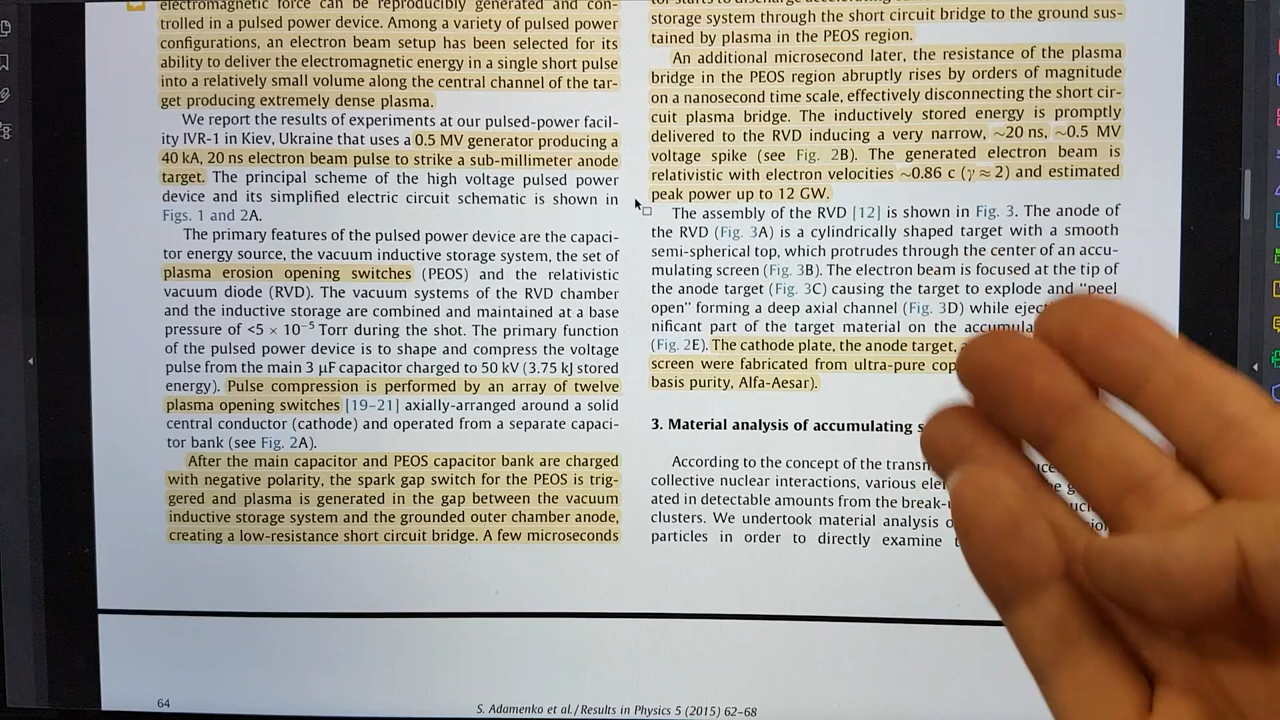 electromagnetic force can be reproducibly generated and con-
trolled in a pulsed power device. Among a variety of pulsed power
configurations, an electron beam setup has been selected for its
ability to deliver the electromagnetic energy in a single short pulse
into a relatively small volume along the central channel of the tar-
get producing extremely dense plasma.
We report the results of experiments at our pulsed-power facil-
ity IVR-1 in Kiev, Ukraine that uses a 0.5 MV generator producing a
40 kA, 20 ns electron beam pulse to strike a sub-millimeter anode
target. The principal scheme of the high voltage pulsed power
device and its simplified electric circuit schematic is shown in
Figs. 1 and 2A.
The primary features of the pulsed power device are the capaci-
tor energy source, the vacuum inductive storage system, the set of
plasma erosion opening switches (PEOS) and the relativistic
vacuum diode (RVD). The vacuum systems of the RVD chamber
and the inductive storage are combined and maintained at a base
pressure of <5 × 10⁻⁵ Torr during the shot. The primary function
of the pulsed power device is to shape and compress the voltage
pulse from the main 3 μF capacitor charged to 50 kV (3.75 kJ stored
energy). Pulse compression is performed by an array of twelve
plasma opening switches [19–21] axially-arranged around a solid
central conductor (cathode) and operated from a separate capaci-
tor bank (see Fig. 2A).
After the main capacitor and PEOS capacitor bank are charged
with negative polarity, the spark gap switch for the PEOS is trig-
gered and plasma is generated in the gap between the vacuum
inductive storage system and the grounded outer chamber anode,
creating a low-resistance short circuit bridge. A few microseconds
storage system through the short circuit bridge to the ground sus-
tained by plasma in the PEOS region.
An additional microsecond later, the resistance of the plasma
bridge in the PEOS region abruptly rises by orders of magnitude
on a nanosecond time scale, effectively disconnecting the short cir-
cuit plasma bridge. The inductively stored energy is promptly
delivered to the RVD inducing a very narrow, ~20 ns, ~0.5 MV
voltage spike (see Fig. 2B). The generated electron beam is
relativistic with electron velocities ~0.86 c (γ ≈ 2) and estimated
peak power up to 12 GW.
The assembly of the RVD [12] is shown in Fig. 3. The anode of
the RVD (Fig. 3A) is a cylindrically shaped target with a smooth
semi-spherical top, which protrudes through the center of an accu-
mulating screen (Fig. 3B). The electron beam is focused at the tip of
the anode target (Fig. 3C) causing the target to explode and "peel
open" forming a deep axial channel (Fig. 3D) while
nificant part of the target material on the
(Fig. 2E). The cathode plate, the anode target,
screen were fabricated from ultra-pure
basis purity, Alfa-Aesar).
3. Material analysis of accumulating
According to the concept of the
collective nuclear interactions, various
ated in detectable amounts from the
clusters. We undertook material analysis
particles in order to directly examine
64
S. Adamenko et al. / Results in Physics 5 (2015) 62–68